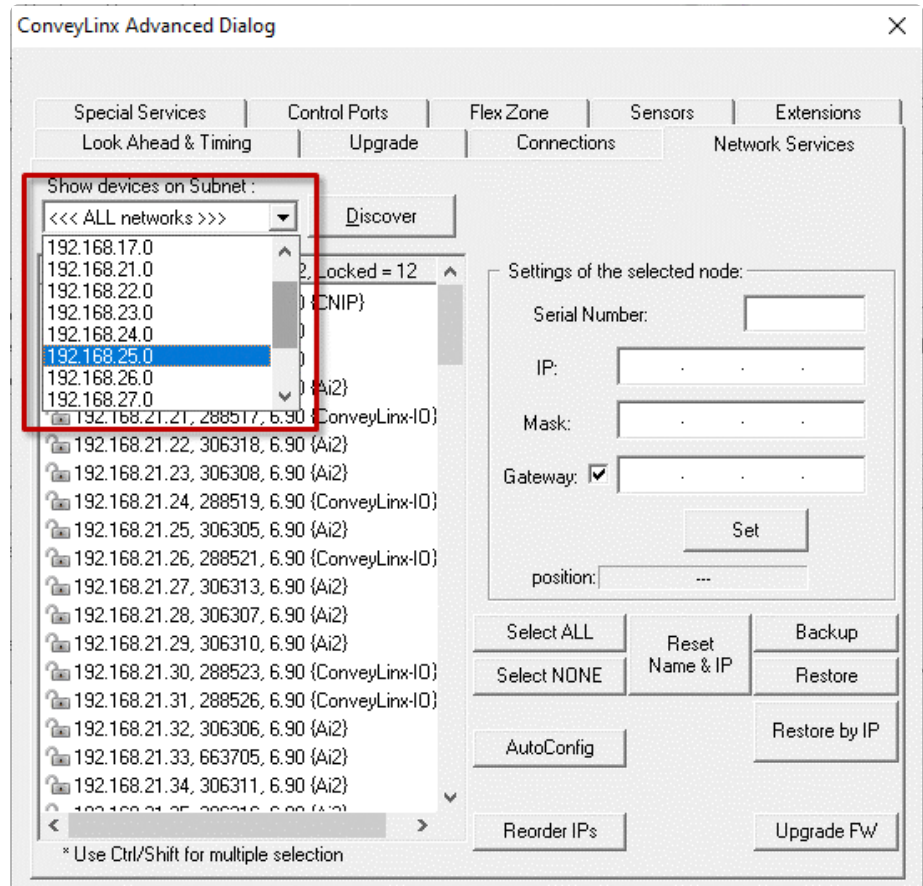 ConveyLinx Advanced Dialog
Special Services Control Ports Flex Zone Sensors Extensions
Look Ahead & Timing Upgrade Connections Network Services
Show devices on Subnet :
<<< ALL networks >>>
Discover
192.168.17.0
192.168.21.0
192.168.22.0
192.168.23.0
192.168.24.0
192.168.25.0
192.168.26.0
192.168.27.0
2, Locked = 12
0 {CNIP}
0 {Ai2}
192.168.21.21, 288517, 6.90 {ConveyLinx-IO}
192.168.21.22, 306318, 6.90 {Ai2}
192.168.21.23, 306308, 6.90 {Ai2}
192.168.21.24, 288519, 6.90 {ConveyLinx-IO}
192.168.21.25, 306305, 6.90 {Ai2}
192.168.21.26, 288521, 6.90 {ConveyLinx-IO}
192.168.21.27, 306313, 6.90 {Ai2}
192.168.21.28, 306307, 6.90 {Ai2}
192.168.21.29, 306310, 6.90 {Ai2}
192.168.21.30, 288523, 6.90 {ConveyLinx-IO}
192.168.21.31, 288526, 6.90 {ConveyLinx-IO}
192.168.21.32, 306306, 6.90 {Ai2}
192.168.21.33, 663705, 6.90 {Ai2}
192.168.21.34, 306311, 6.90 {Ai2}
* Use Ctrl/Shift for multiple selection
Settings of the selected node:
Serial Number:
IP:
Mask:
Gateway:
Set
position: ---
Select ALL
Select NONE
Reset
Name & IP
Backup
Restore
Restore by IP
AutoConfig
Reorder IPs
Upgrade FW